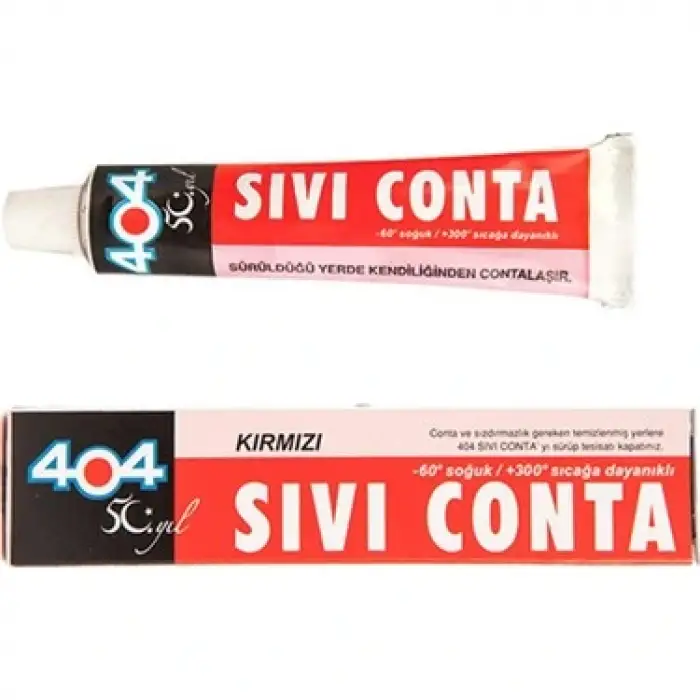 404
50.yıl
SIVI CONTA
-60° soğuk / +300° sıcağa dayanıklı
SÜRÜLDÜĞÜ YERDE KENDİLİĞİNDEN CONTALAŞIR.
404
50.yıl
KIRMIZI
Conta ve sızdırmazlık gereken temizlenmiş yerlere
404 SIVI CONTA' yı sürüp tesisatı kapatınız.
-60° soğuk / +300° sıcağa dayanıklı
SIVI CONTA